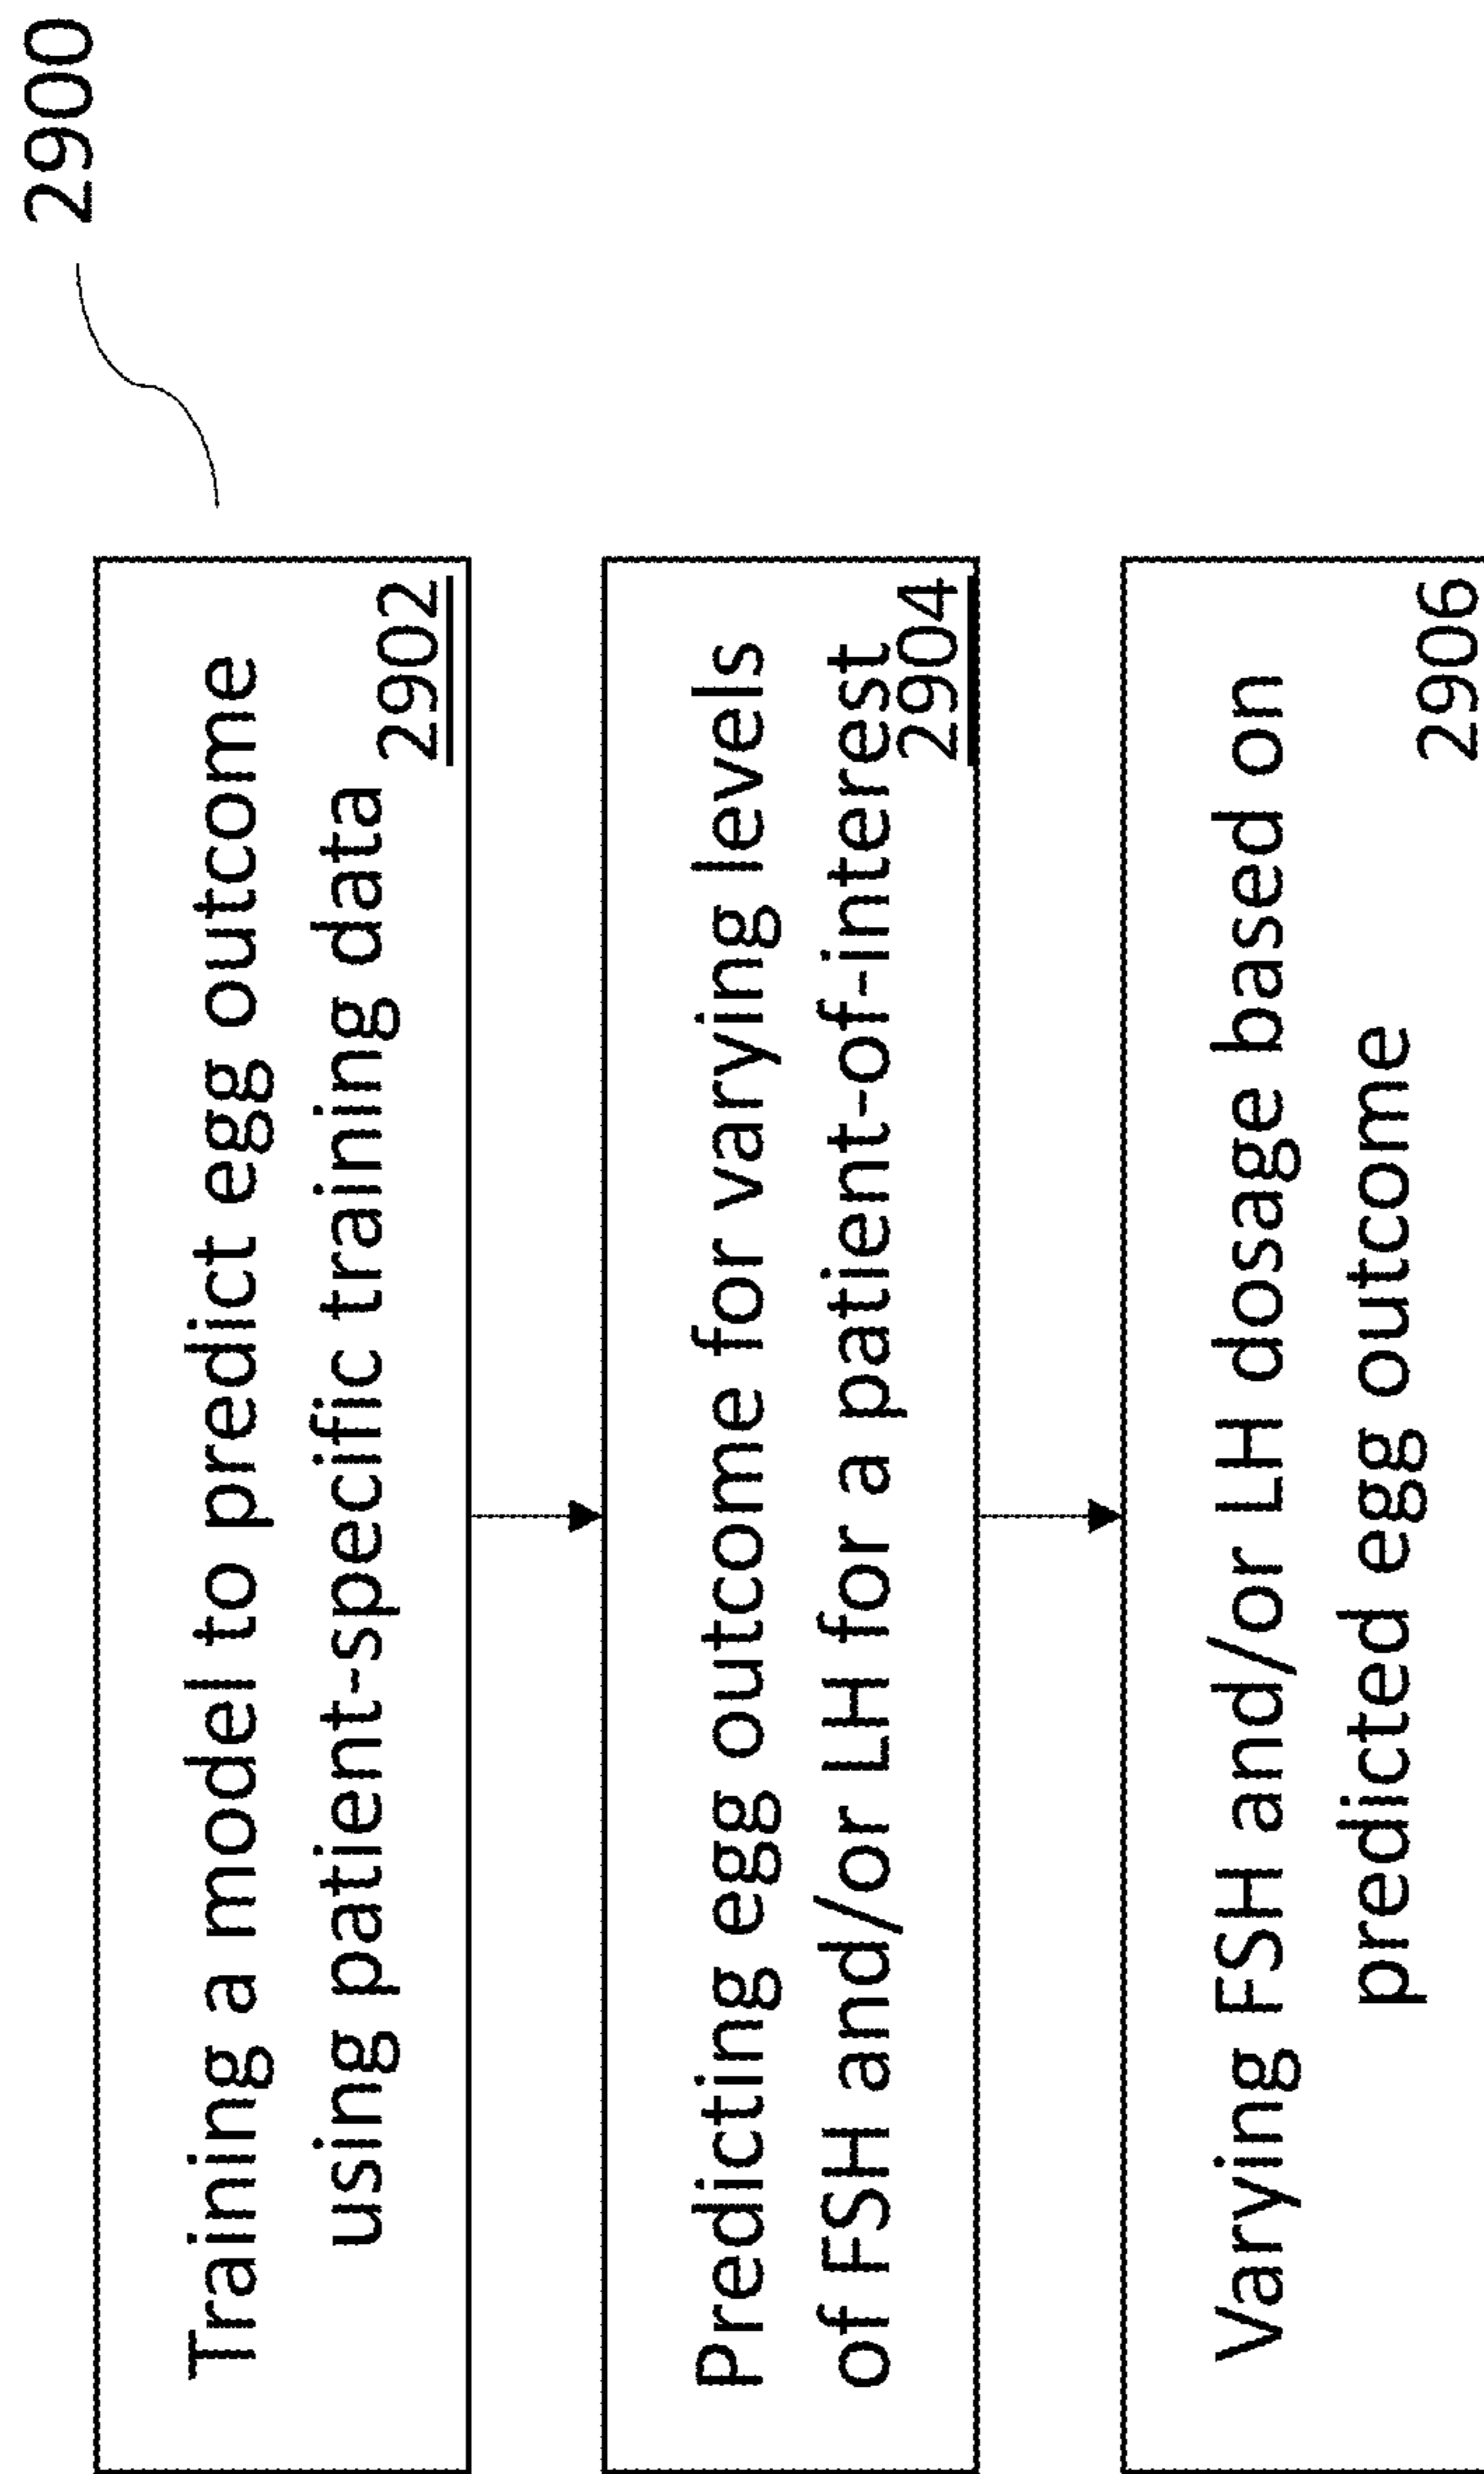 2900
Training a model to predict egg outcome
using patient-specific training data
2902
Predicting egg outcome for varying levels
of FSH and/or LH for a patient-of-interest
2904
Varying FSH and/or LH dosage based on
predicted egg outcome
2906